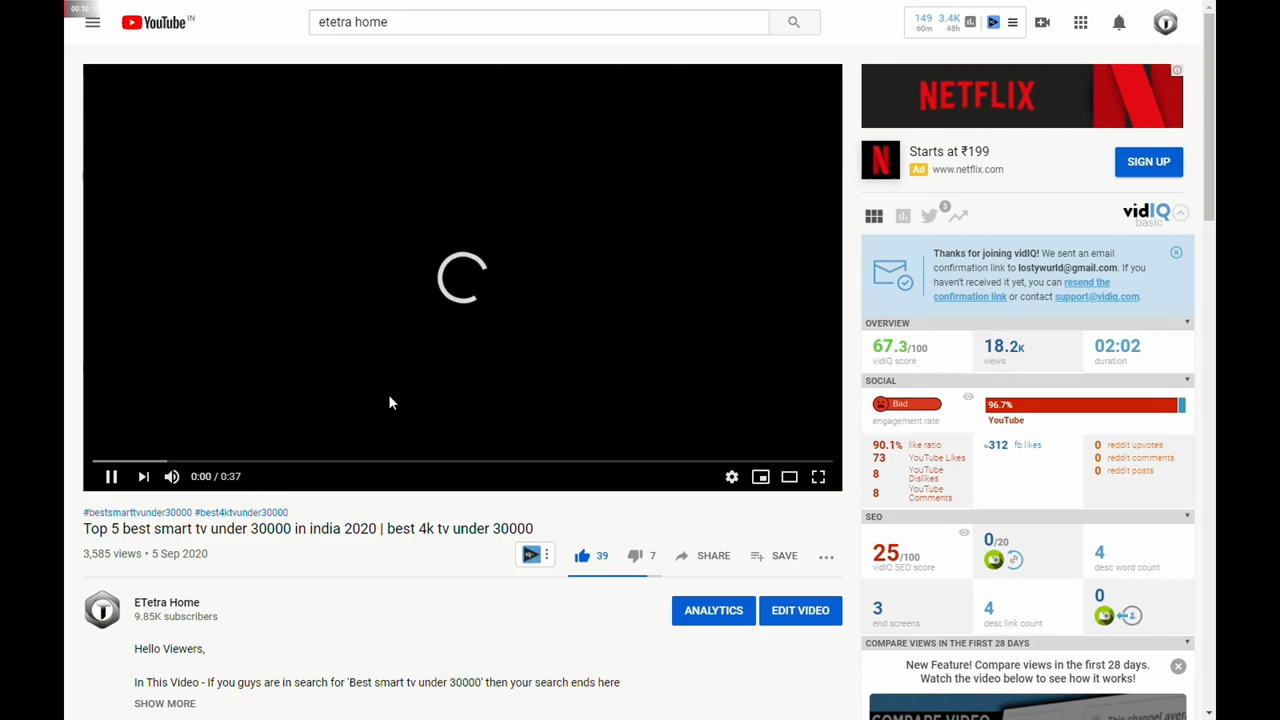 00:10
YouTube IN
etetra home
149 3.4K
60m 48h
NETFLIX
Starts at ₹199
Ad www.netflix.com
SIGN UP
3
vidIQ
basic
Thanks for joining vidIQ! We sent an email
confirmation link to lostywurld@gmail.com. If you
haven't received it yet, you can resend the
confirmation link or contact support@vidiq.com.
OVERVIEW
67.3/100 18.2K 02:02
vidIQ score views duration
SOCIAL
Bad 96.7%
engagement rate YouTube
90.1% like ratio 312 fb likes 0 reddit upvotes
73 YouTube Likes 0 reddit comments
8 YouTube Dislikes 0 reddit posts
8 YouTube Comments
SEO
25/100 0/20 4
vidIQ SEO score desc word count
3 4 0
end screens desc link count
COMPARE VIEWS IN THE FIRST 28 DAYS
New Feature! Compare views in the first 28 days.
Watch the video below to see how it works!
COMPARE VIDEO
0:00 / 0:37
#bestsmarttvunder30000 #best4ktvunder30000
Top 5 best smart tv under 30000 in india 2020 | best 4k tv under 30000
3,585 views • 5 Sep 2020
39 7 SHARE SAVE
ETetra Home
9.85K subscribers
ANALYTICS EDIT VIDEO
Hello Viewers,
In This Video - If you guys are in search for 'Best smart tv under 30000' then your search ends here
SHOW MORE